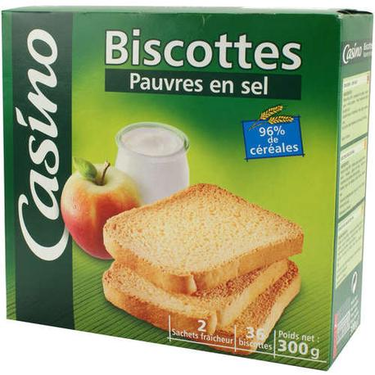 Casino
Biscottes
Pauvres en sel
96%
de
céréales
2
Sachets fraîcheur
36
biscottes
Poids net :
300g
Casino